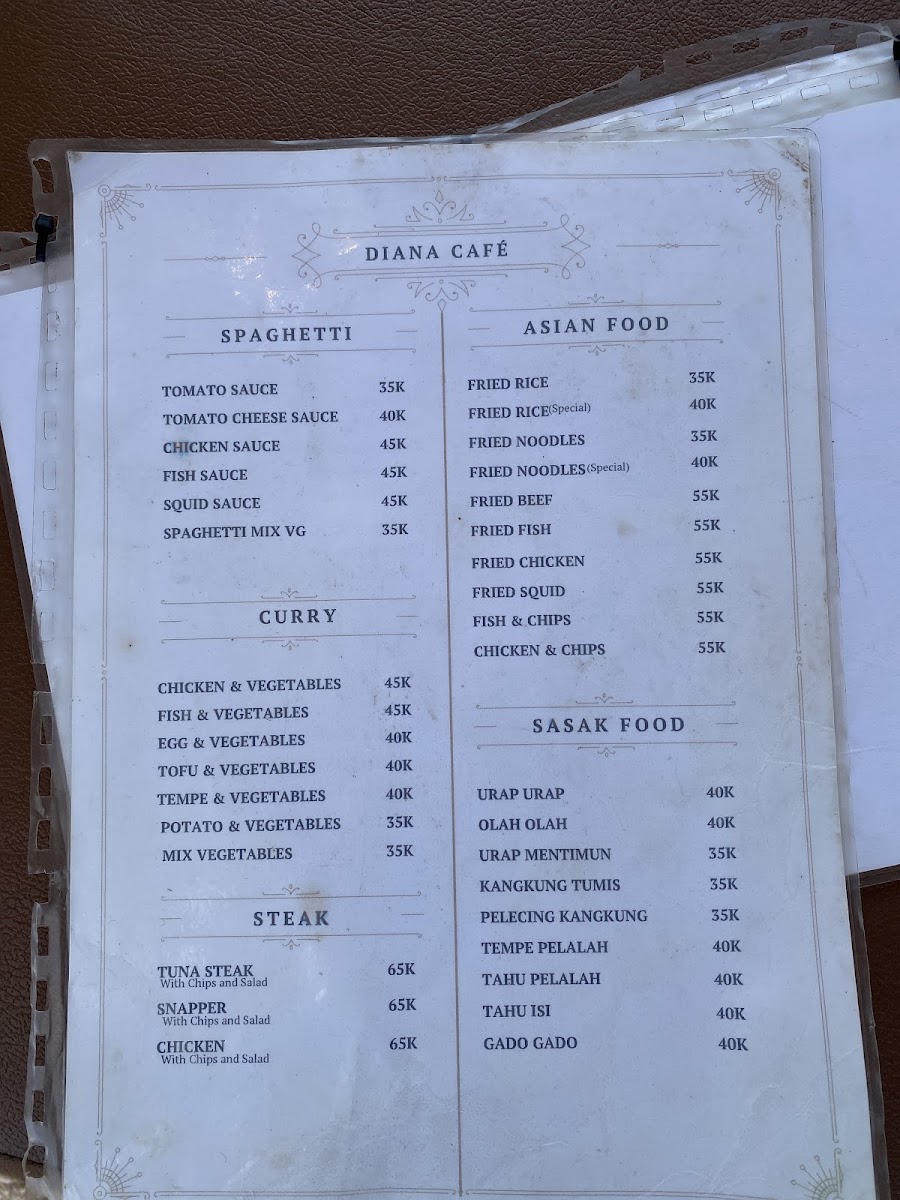 DIANA CAFÉ
SPAGHETTI
TOMATO SAUCE 35K
TOMATO CHEESE SAUCE 40K
CHICKEN SAUCE 45K
FISH SAUCE 45K
SQUID SAUCE 45K
SPAGHETTI MIX VG 35K
CURRY
CHICKEN & VEGETABLES 45K
FISH & VEGETABLES 45K
EGG & VEGETABLES 40K
TOFU & VEGETABLES 40K
TEMPE & VEGETABLES 40K
POTATO & VEGETABLES 35K
MIX VEGETABLES 35K
STEAK
TUNA STEAK 65K
With Chips and Salad
SNAPPER 65K
With Chips and Salad
CHICKEN 65K
With Chips and Salad
ASIAN FOOD
FRIED RICE 35K
FRIED RICE(Special) 40K
FRIED NOODLES 35K
FRIED NOODLES(Special) 40K
FRIED BEEF 55K
FRIED FISH 55K
FRIED CHICKEN 55K
FRIED SQUID 55K
FISH & CHIPS 55K
CHICKEN & CHIPS 55K
SASAK FOOD
URAP URAP 40K
OLAH OLAH 40K
URAP MENTIMUN 35K
KANGKUNG TUMIS 35K
PELECING KANGKUNG 35K
TEMPE PELALAH 40K
TAHU PELALAH 40K
TAHU ISI 40K
GADO GADO 40K